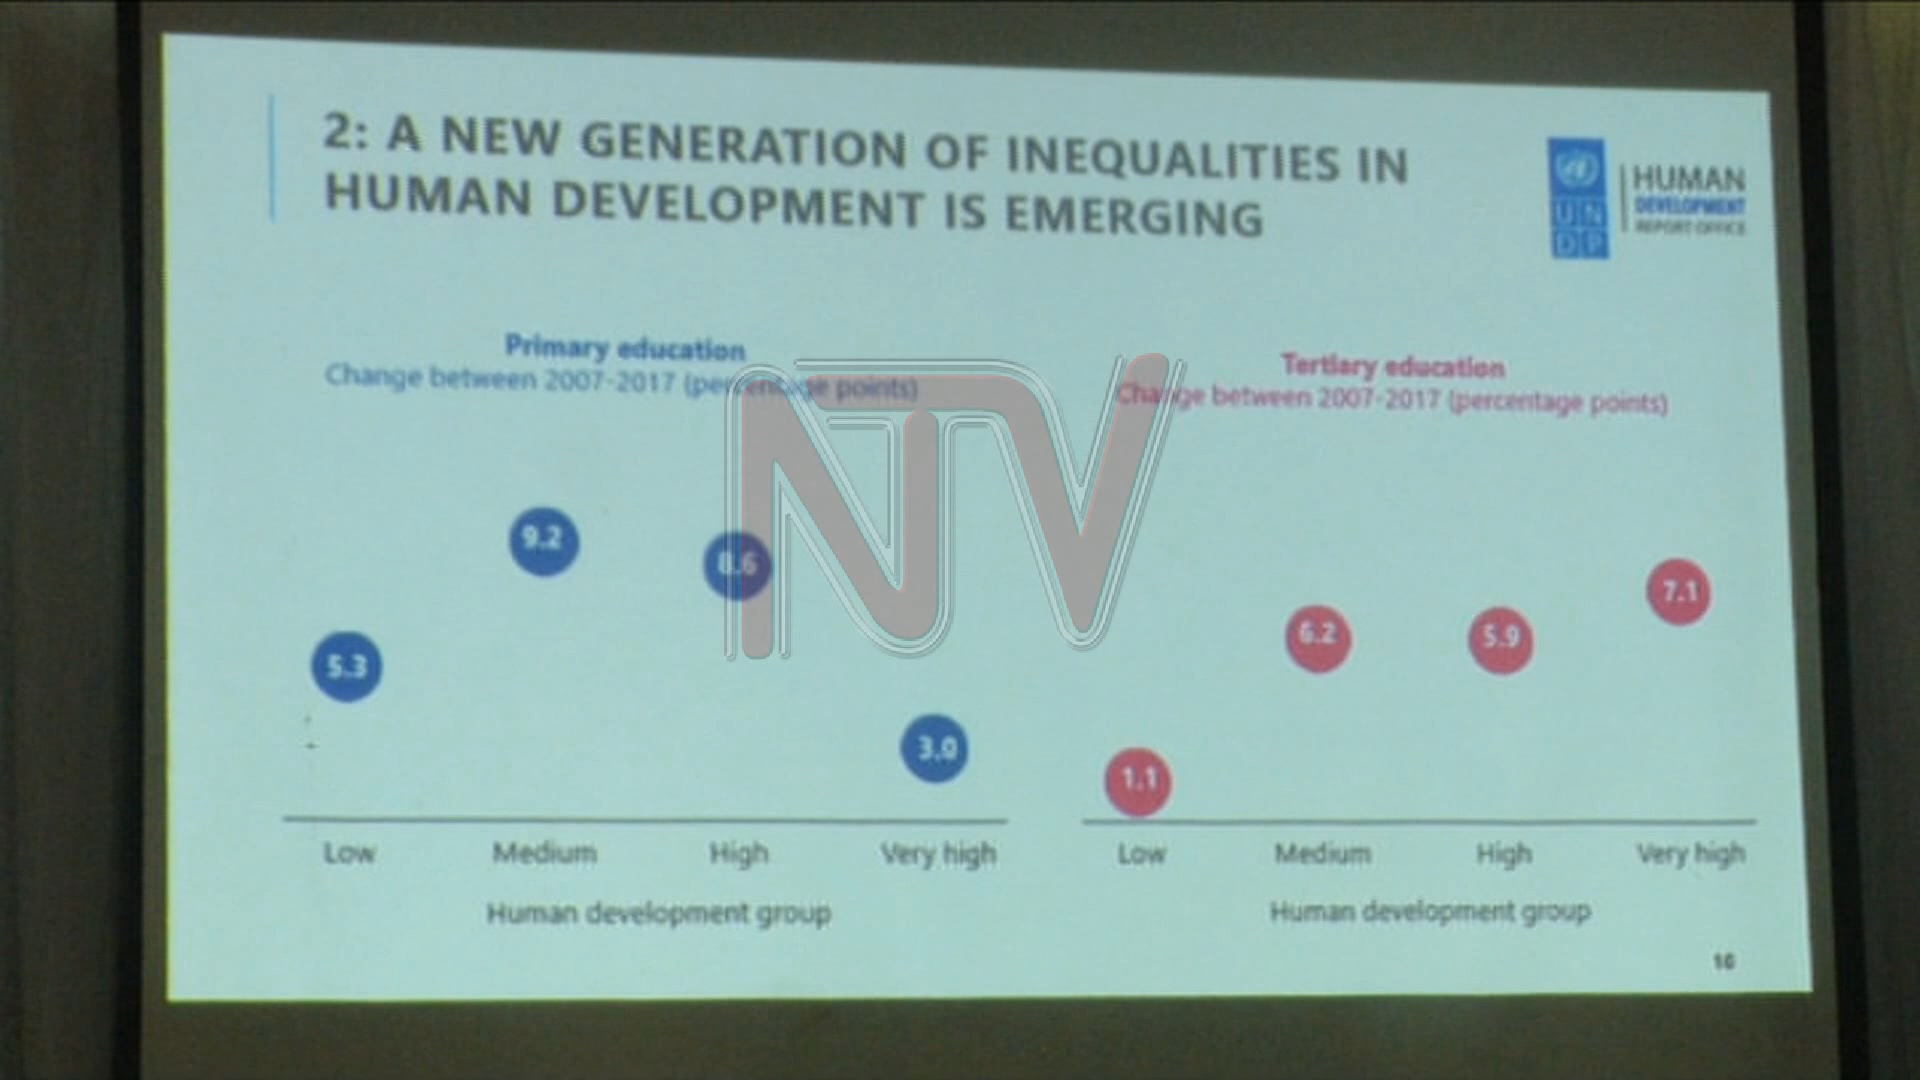 2: A NEW GENERATION OF INEQUALITIES IN
HUMAN DEVELOPMENT IS EMERGING
UN
DP
HUMAN
DEVELOPMENT
REPORT OFFICE
Primary education
Change between 2007-2017 (percentage points)
5.3
9.2
8.6
3.0
Low
Medium
High
Very high
Human development group
Tertiary education
Change between 2007-2017 (percentage points)
1.1
6.2
5.9
7.1
Low
Medium
High
Very high
Human development group
16
NTV